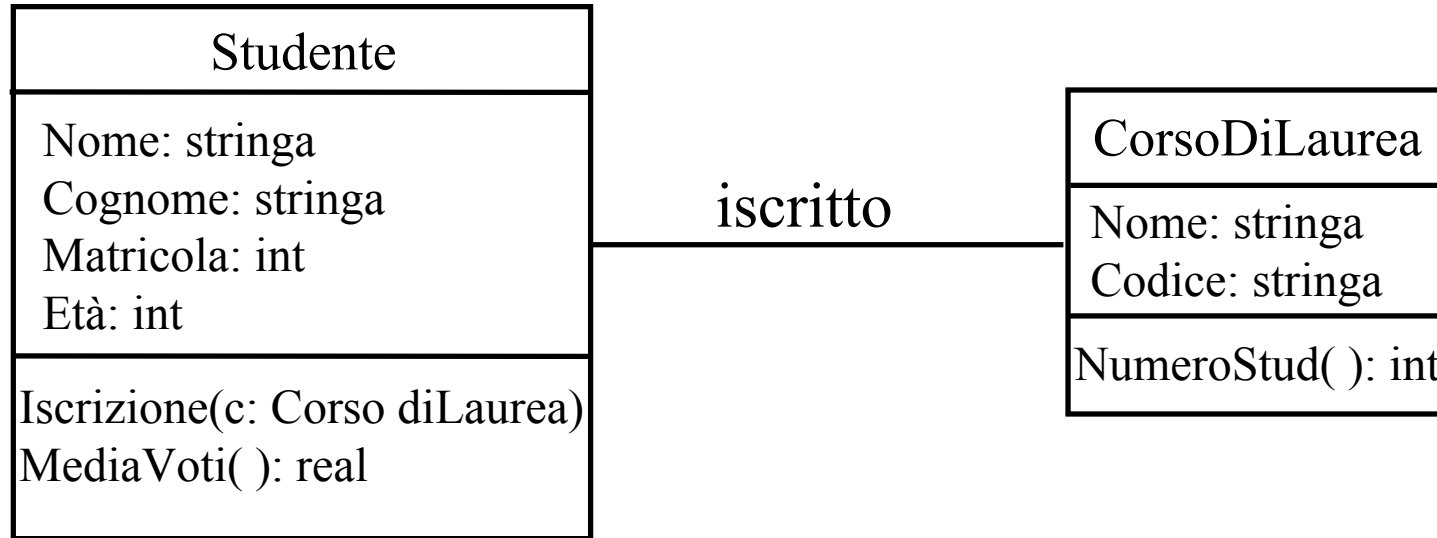 Studente
Nome: stringa
Cognome: stringa
Matricola: int
Età: int
Iscrizione(c: Corso diLaurea)
MediaVoti( ): real
iscritto
CorsoDiLaurea
Nome: stringa
Codice: stringa
NumeroStud( ): int